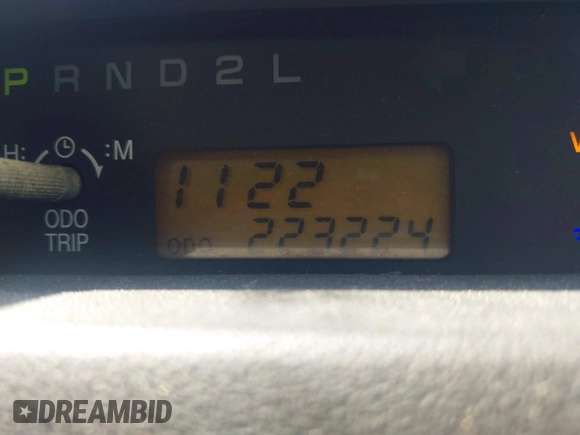 P R N D 2 L
H: :M
ODO
TRIP
1122
ODO 223224
DREAMBID